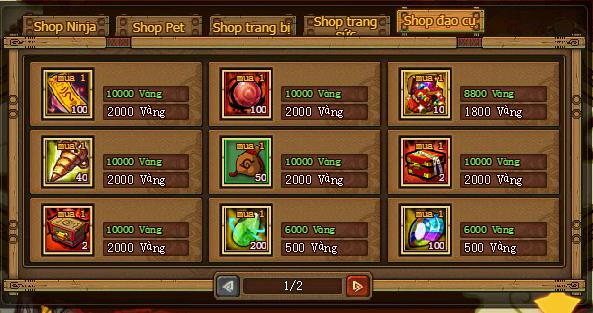 Shop Ninja
Shop Pet
Shop trang bị
Shop trang sức
Shop đạo cụ
mua 1
100
10000 Vàng
2000 Vàng
mua 1
100
10000 Vàng
2000 Vàng
mua 1
10
8800 Vàng
1800 Vàng
mua 1
40
10000 Vàng
2000 Vàng
mua 1
50
10000 Vàng
2000 Vàng
mua 1
2
10000 Vàng
2000 Vàng
mua 1
2
10000 Vàng
2000 Vàng
mua 1
200
6000 Vàng
500 Vàng
mua 1
100
6000 Vàng
500 Vàng
1/2